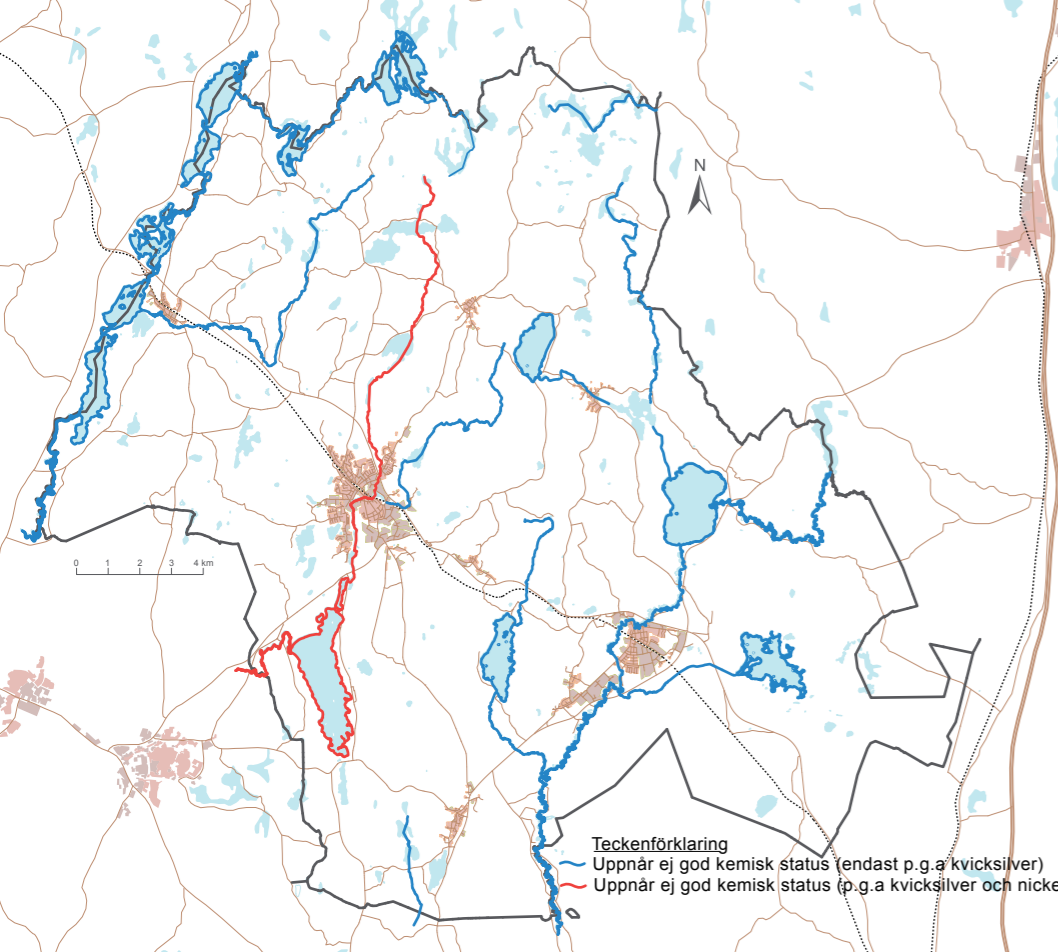 N
0 1 2 3 4 km
Teckenförklaring
Uppnår ej god kemisk status (endast p.g.a kvicksilver)
Uppnår ej god kemisk status (p.g.a kvicksilver och nicke